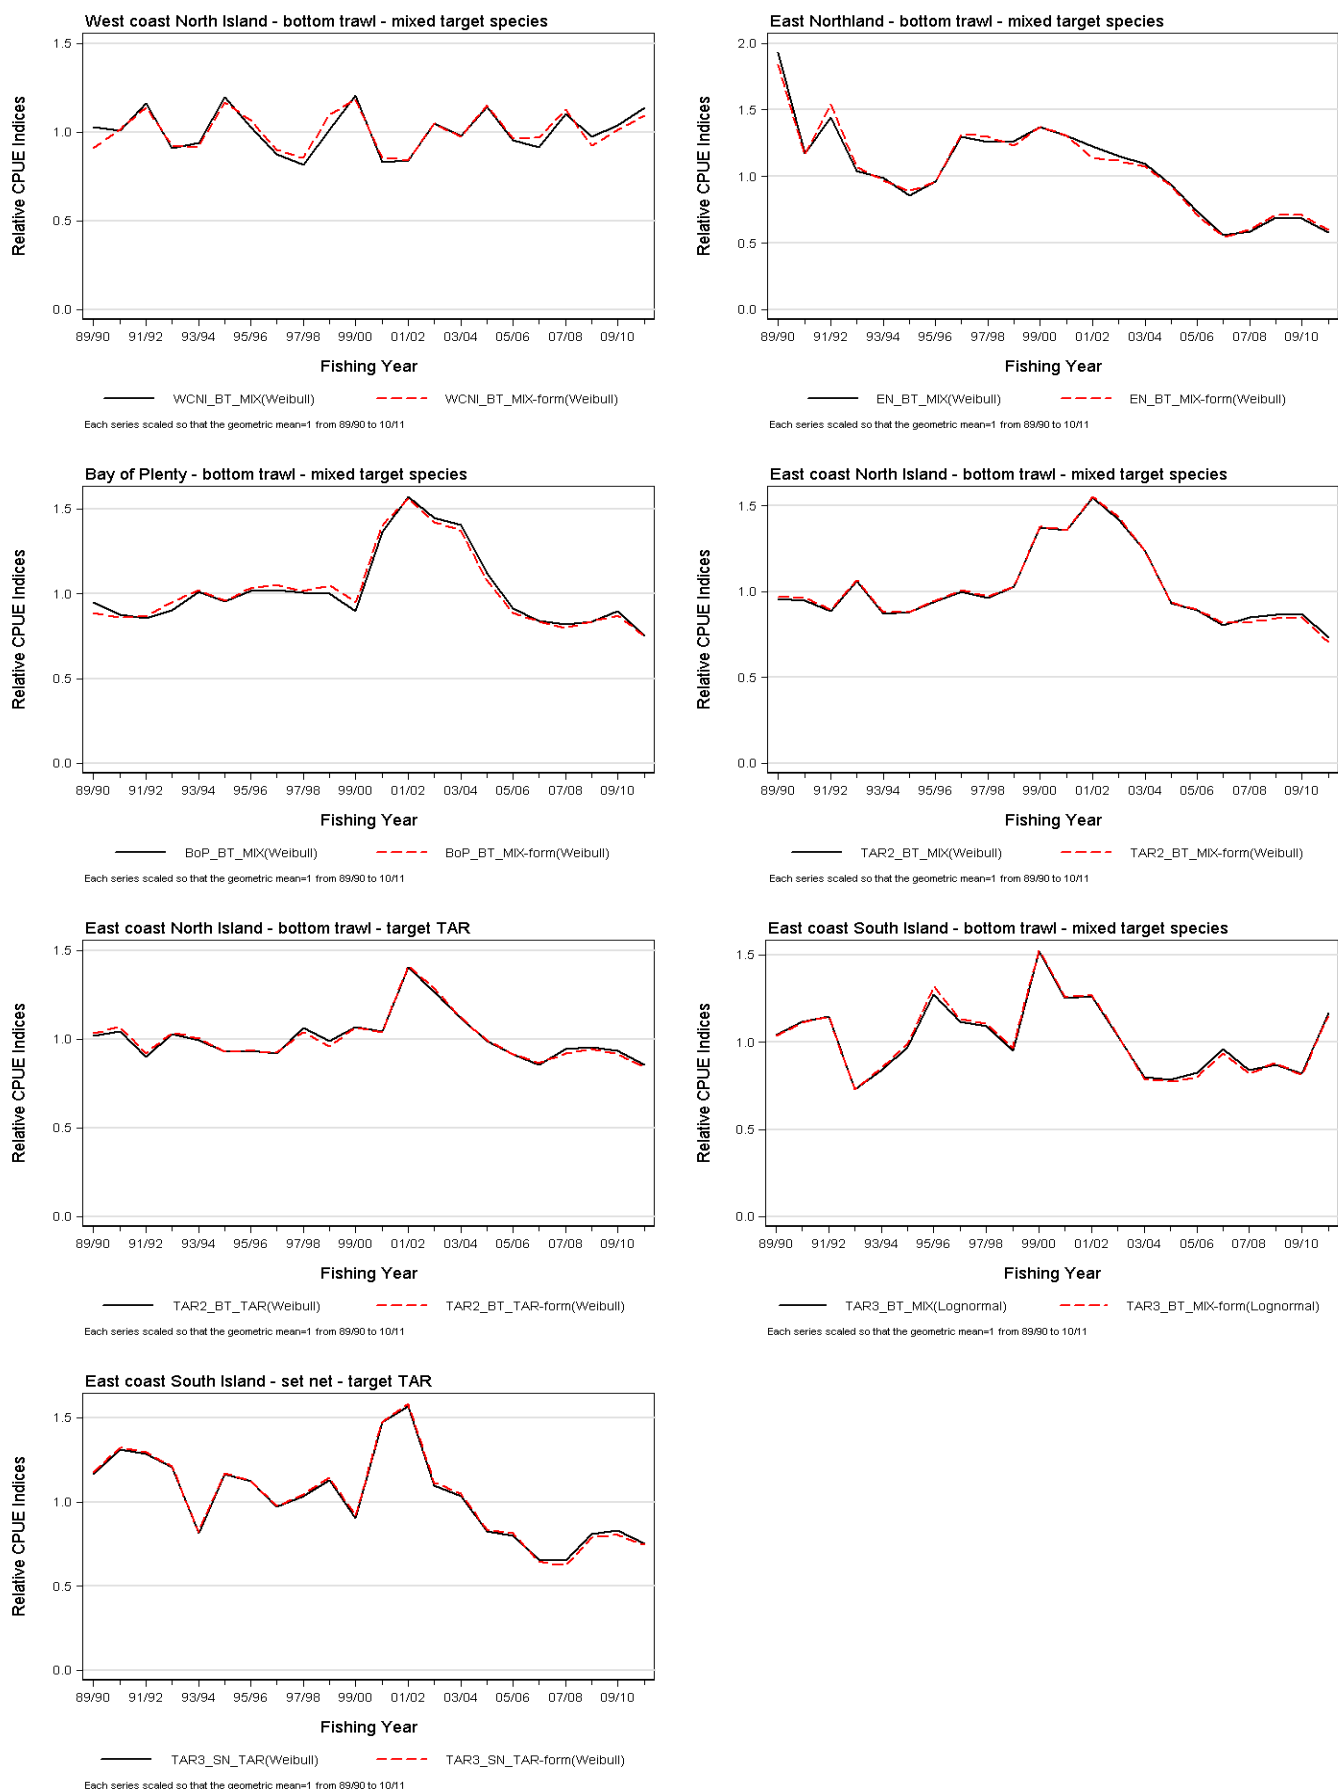 West coast North Island - bottom trawl - mixed target species
Relative CPUE Indices
1.5
1.0
0.5
0.0
89/90 91/92 93/94 95/96 97/98 99/00 01/02 03/04 05/06 07/08 09/10
Fishing Year
WCNI_BT_MIX(Weibull) WCNI_BT_MIX-form(Weibull)
Each series scaled so that the geometric mean=1 from 89/90 to 10/11
East Northland - bottom trawl - mixed target species
Relative CPUE Indices
2.0
1.5
1.0
0.5
0.0
89/90 91/92 93/94 95/96 97/98 99/00 01/02 03/04 05/06 07/08 09/10
Fishing Year
EN_BT_MIX(Weibull) EN_BT_MIX-form(Weibull)
Each series scaled so that the geometric mean=1 from 89/90 to 10/11
Bay of Plenty - bottom trawl - mixed target species
Relative CPUE Indices
1.5
1.0
0.5
0.0
89/90 91/92 93/94 95/96 97/98 99/00 01/02 03/04 05/06 07/08 09/10
Fishing Year
BoP_BT_MIX(Weibull) BoP_BT_MIX-form(Weibull)
Each series scaled so that the geometric mean=1 from 89/90 to 10/11
East coast North Island - bottom trawl - mixed target species
Relative CPUE Indices
1.5
1.0
0.5
0.0
89/90 91/92 93/94 95/96 97/98 99/00 01/02 03/04 05/06 07/08 09/10
Fishing Year
TAR2_BT_MIX(Weibull) TAR2_BT_MIX-form(Weibull)
Each series scaled so that the geometric mean=1 from 89/90 to 10/11
East coast North Island - bottom trawl - target TAR
Relative CPUE Indices
1.5
1.0
0.5
0.0
89/90 91/92 93/94 95/96 97/98 99/00 01/02 03/04 05/06 07/08 09/10
Fishing Year
TAR2_BT_TAR(Weibull) TAR2_BT_TAR-form(Weibull)
Each series scaled so that the geometric mean=1 from 89/90 to 10/11
East coast South Island - bottom trawl - mixed target species
Relative CPUE Indices
1.5
1.0
0.5
0.0
89/90 91/92 93/94 95/96 97/98 99/00 01/02 03/04 05/06 07/08 09/10
Fishing Year
TAR3_BT_MIX(Lognormal) TAR3_BT_MIX-form(Lognormal)
Each series scaled so that the geometric mean=1 from 89/90 to 10/11
East coast South Island - set net - target TAR
Relative CPUE Indices
1.5
1.0
0.5
0.0
89/90 91/92 93/94 95/96 97/98 99/00 01/02 03/04 05/06 07/08 09/10
Fishing Year
TAR3_SN_TAR(Weibull) TAR3_SN_TAR-form(Weibull)
Each series scaled so that the geometric mean=1 from 89/90 to 10/11